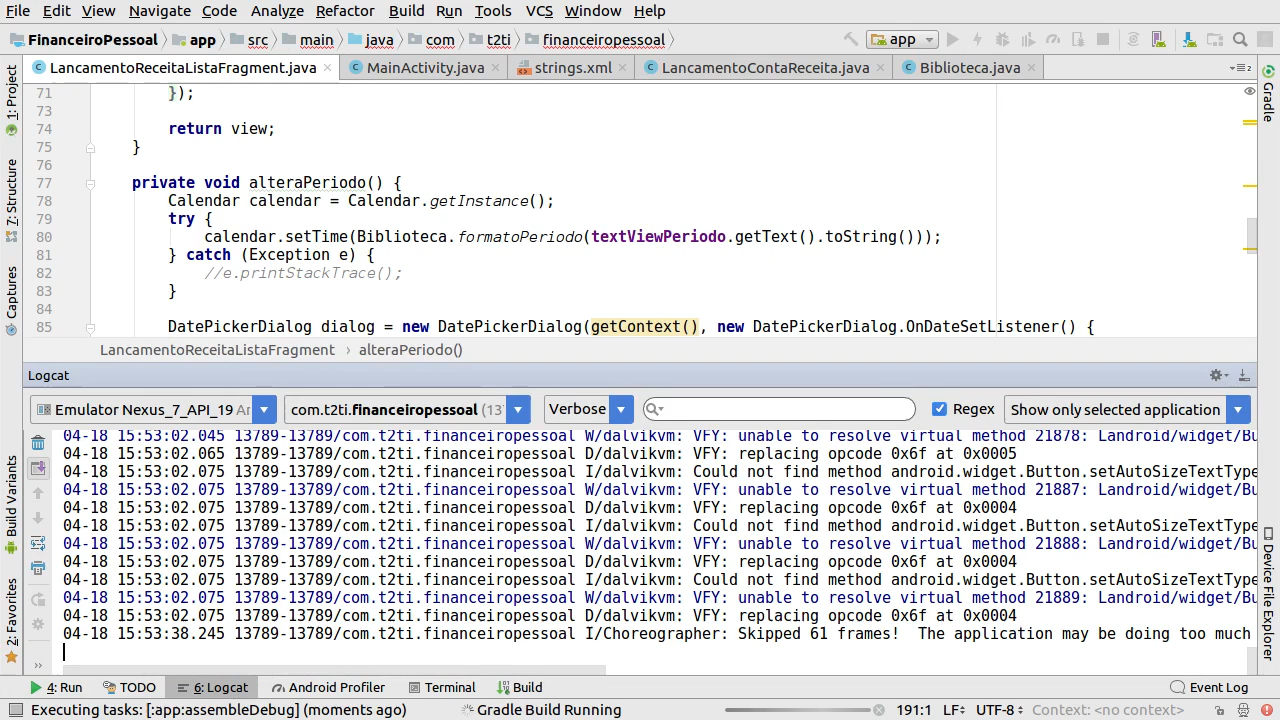 File Edit View Navigate Code Analyze Refactor Build Run Tools VCS Window Help
FinanceiroPessoal app src main java com t2ti financeiropessoal app
LancamentoReceitaListaFragment.java MainActivity.java strings.xml LancamentoContaReceita.java Biblioteca.java
1: Project
7: Structure
Captures
Build Variants
2: Favorites
71 });
73
74 return view;
75 }
76
77 private void alteraPeriodo() {
78 Calendar calendar = Calendar.getInstance();
79 try {
80 calendar.setTime(Biblioteca.formatoPeriodo(textViewPeriodo.getText().toString()));
81 } catch (Exception e) {
82 //e.printStackTrace();
83 }
84
85 DatePickerDialog dialog = new DatePickerDialog(getContext(), new DatePickerDialog.OnDateSetListener() {
LancamentoReceitaListaFragment › alteraPeriodo()
Logcat
Emulator Nexus_7_API_19 An com.t2ti.financeiropessoal (13 Verbose Regex Show only selected application
04-18 15:53:02.045 13789-13789/com.t2ti.financeiropessoal W/dalvikvm: VFY: unable to resolve virtual method 21878: Landroid/widget/Bu
04-18 15:53:02.065 13789-13789/com.t2ti.financeiropessoal D/dalvikvm: VFY: replacing opcode 0x6f at 0x0005
04-18 15:53:02.075 13789-13789/com.t2ti.financeiropessoal I/dalvikvm: Could not find method android.widget.Button.setAutoSizeTextType
04-18 15:53:02.075 13789-13789/com.t2ti.financeiropessoal W/dalvikvm: VFY: unable to resolve virtual method 21887: Landroid/widget/Bu
04-18 15:53:02.075 13789-13789/com.t2ti.financeiropessoal D/dalvikvm: VFY: replacing opcode 0x6f at 0x0004
04-18 15:53:02.075 13789-13789/com.t2ti.financeiropessoal I/dalvikvm: Could not find method android.widget.Button.setAutoSizeTextType
04-18 15:53:02.075 13789-13789/com.t2ti.financeiropessoal W/dalvikvm: VFY: unable to resolve virtual method 21888: Landroid/widget/Bu
04-18 15:53:02.075 13789-13789/com.t2ti.financeiropessoal D/dalvikvm: VFY: replacing opcode 0x6f at 0x0004
04-18 15:53:02.075 13789-13789/com.t2ti.financeiropessoal I/dalvikvm: Could not find method android.widget.Button.setAutoSizeTextType
04-18 15:53:02.075 13789-13789/com.t2ti.financeiropessoal W/dalvikvm: VFY: unable to resolve virtual method 21889: Landroid/widget/Bu
04-18 15:53:02.075 13789-13789/com.t2ti.financeiropessoal D/dalvikvm: VFY: replacing opcode 0x6f at 0x0004
04-18 15:53:38.245 13789-13789/com.t2ti.financeiropessoal I/Choreographer: Skipped 61 frames! The application may be doing too much
Gradle
Device File Explorer
4: Run TODO 6: Logcat Android Profiler Terminal Build Event Log
Executing tasks: [:app:assembleDebug] (moments ago) Gradle Build Running 191:1 LF UTF-8 Context: <no context>